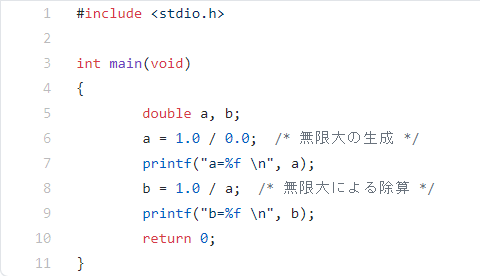 1 #include <stdio.h>
2
3 int main(void)
4 {
5 double a, b;
6 a = 1.0 / 0.0; /* 無限大の生成 */
7 printf("a=%f \n", a);
8 b = 1.0 / a; /* 無限大による除算 */
9 printf("b=%f \n", b);
10 return 0;
11 }